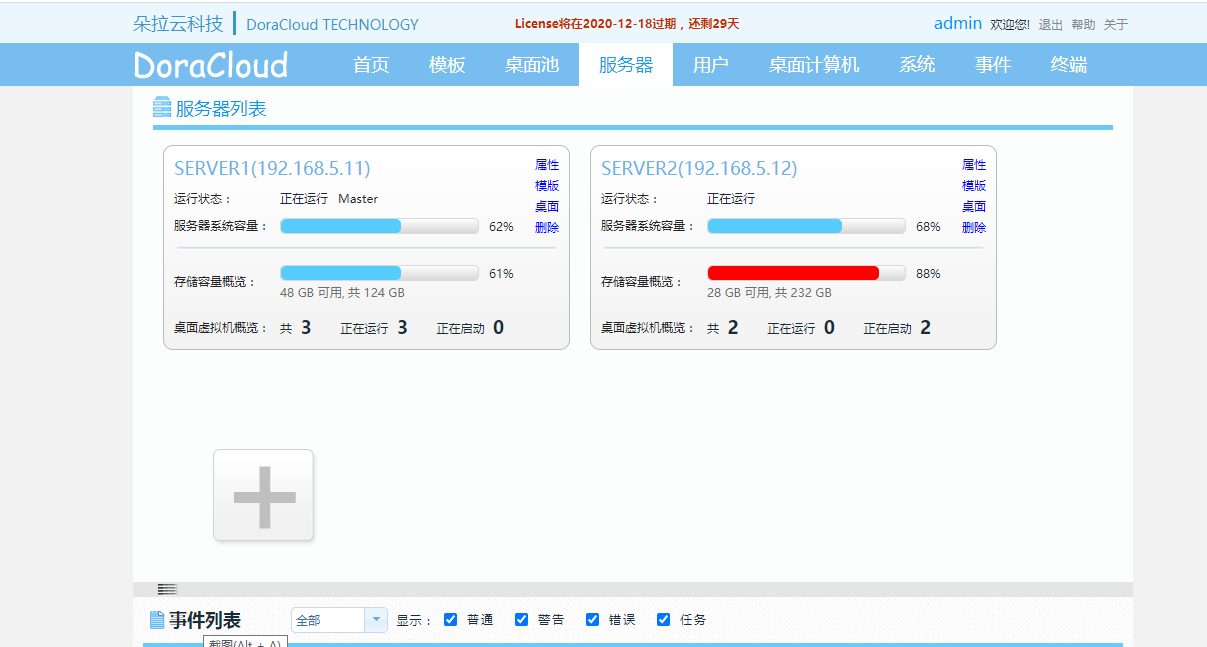 朵拉云科技 DoraCloud TECHNOLOGY License将在2020-12-18过期，还剩29天 admin 欢迎您! 退出 帮助 关于
DoraCloud 首页 模板 桌面池 服务器 用户 桌面计算机 系统 事件 终端
服务器列表
SERVER1(192.168.5.11)
属性
模版
桌面
删除
运行状态： 正在运行 Master
服务器系统容量： 62%
存储容量概览： 61%
48 GB 可用, 共 124 GB
桌面虚拟机概览： 共 3 正在运行 3 正在启动 0
SERVER2(192.168.5.12)
属性
模版
桌面
删除
运行状态： 正在运行
服务器系统容量： 68%
存储容量概览： 88%
28 GB 可用, 共 232 GB
桌面虚拟机概览： 共 2 正在运行 0 正在启动 2
事件列表 全部 显示： 普通 警告 错误 任务
截图(Alt + A)